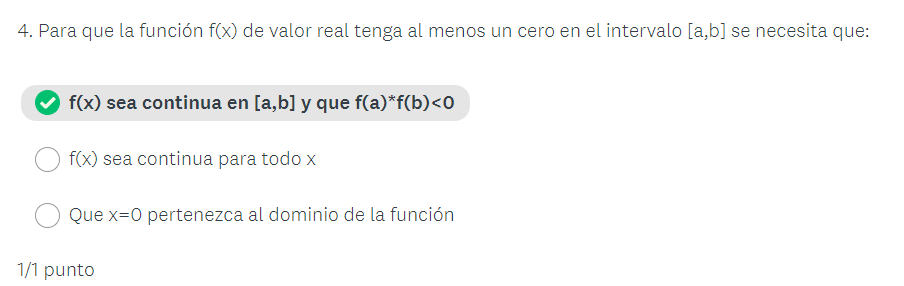 4. Para que la función f(x) de valor real tenga al menos un cero en el intervalo [a,b] se necesita que:
f(x) sea continua en [a,b] y que f(a)*f(b)<0
f(x) sea continua para todo x
Que x=0 pertenezca al dominio de la función
1/1 punto